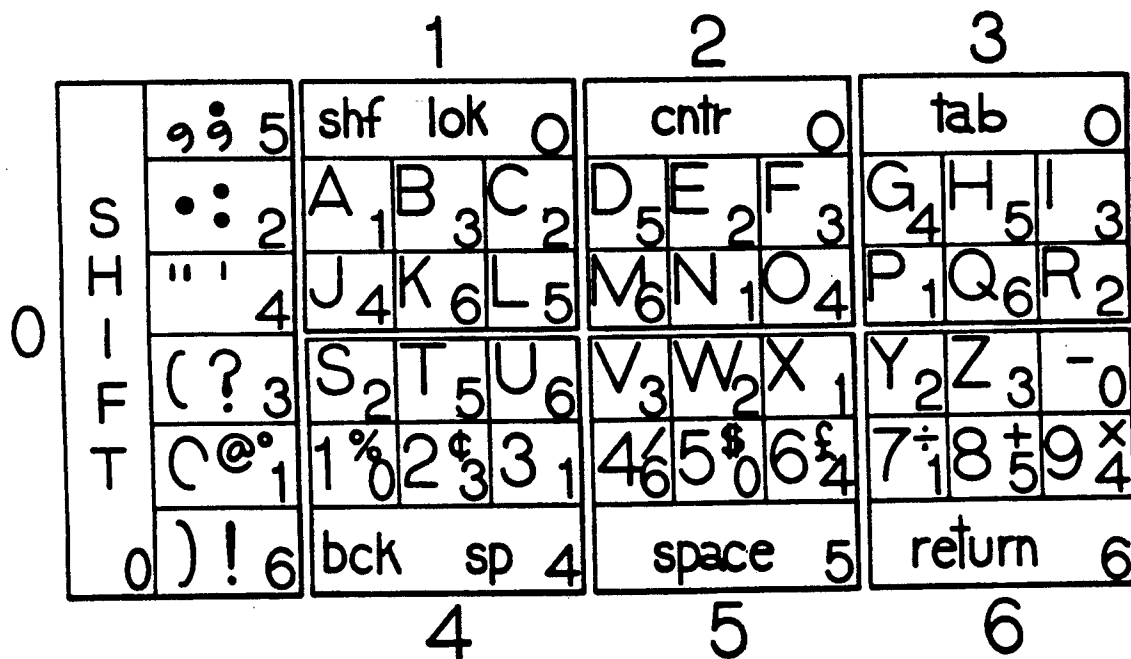 1 2 3
, ; 5 shf lok 0 cntr 0 tab 0
. : 2 A 1 B 3 C 2 D 5 E 2 F 3 G 4 H 5 I 3
" ' 4 J 4 K 6 L 5 M 6 N 1 O 4 P 1 Q 6 R 2
0 SHIFT 0
( ? 3 S 2 T 5 U 6 V 3 W 2 X 1 Y 2 Z 3 - 0
( @ ° 1 1 % 0 2 ¢ 3 3 1 4 / 6 5 $ 0 6 £ 4 7 ÷ 1 8 ± 5 9 × 4
) ! 6 bck sp 4 space 5 return 6
4 5 6